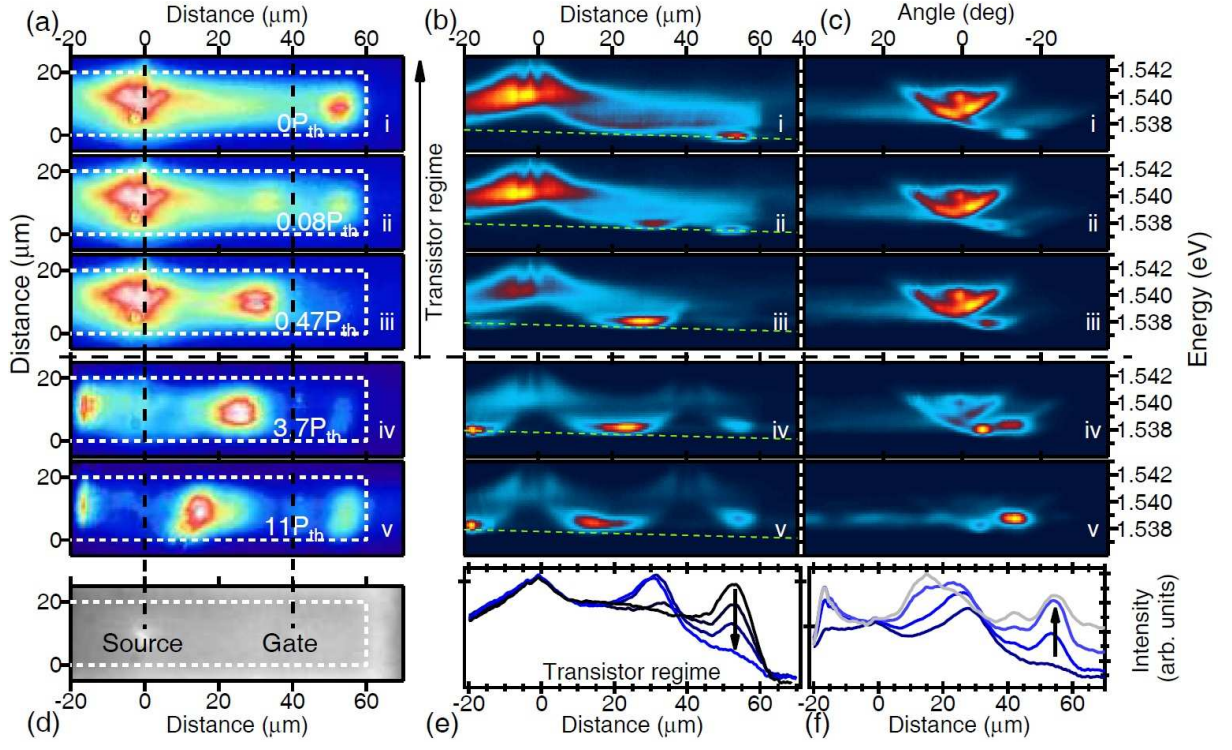 (a) Distance (μm) (b) Distance (μm) (c) Angle (deg)
-20 0 20 40 60 -20 0 20 40 60 40 20 0 -20
20 0 0P_th i i i 1.542 1.540 1.538
20 0 0.08P_th ii ii ii 1.542 1.540 1.538
20 0 0.47P_th iii iii iii 1.542 1.540 1.538
20 0 3.7P_th iv iv iv 1.542 1.540 1.538
20 0 11P_th v v v 1.542 1.540 1.538
Distance (μm)
Transistor regime
Energy (eV)
20 0 Source Gate
Transistor regime
Intensity
(arb. units)
-20 0 20 40 60 -20 0 20 40 60 -20 0 20 40 60
(d) Distance (μm) (e) Distance (μm) (f) Distance (μm)